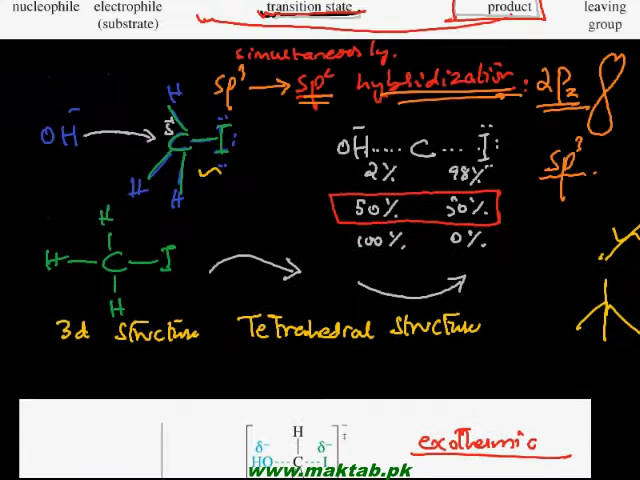 nucleophile electrophile transition state product leaving
(substrate) group
simultaneously.
sp³ → sp² hybridization : 2Pz
H
OH⁻ δ⁺ C I
H H
OH⁻ ..... C .... I
2% 98%
sp³.
50% 50%
100% 0%
H
H C I
H
3d structure Tetrahedral structure
H
δ⁻ δ⁻ ‡
HO---C---I
exothermic
www.maktab.pk